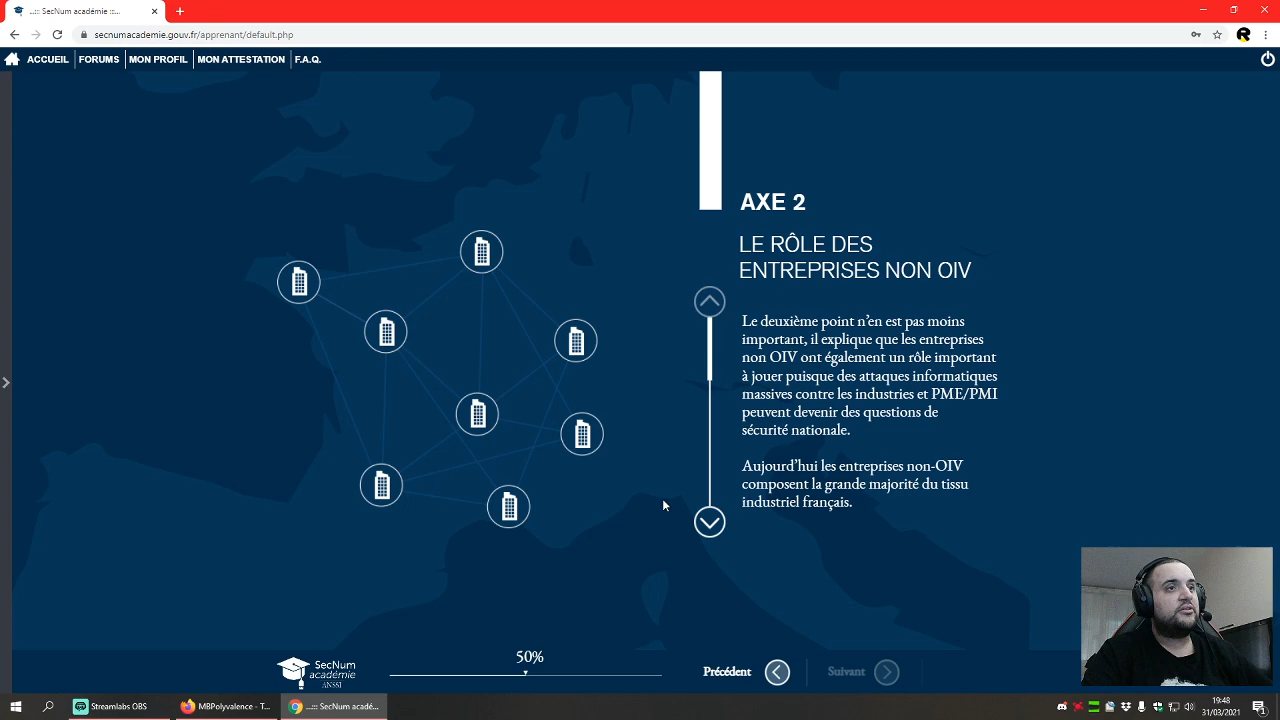 ..:: SecNum académie ::...
secnumacademie.gouv.fr/apprenant/default.php
ACCUEIL
FORUMS
MON PROFIL
MON ATTESTATION
F.A.Q.
AXE 2
LE RÔLE DES
ENTREPRISES NON OIV
Le deuxième point n'en est pas moins
important, il explique que les entreprises
non OIV ont également un rôle important
à jouer puisque des attaques informatiques
massives contre les industries et PME/PMI
peuvent devenir des questions de
sécurité nationale.
Aujourd'hui les entreprises non-OIV
composent la grande majorité du tissu
industriel français.
SecNum
académie
ANSSI
50%
Précédent
Suivant
Streamlabs OBS
MBPolyvalence - T...
..::: SecNum acadé...
19:48
31/03/2021